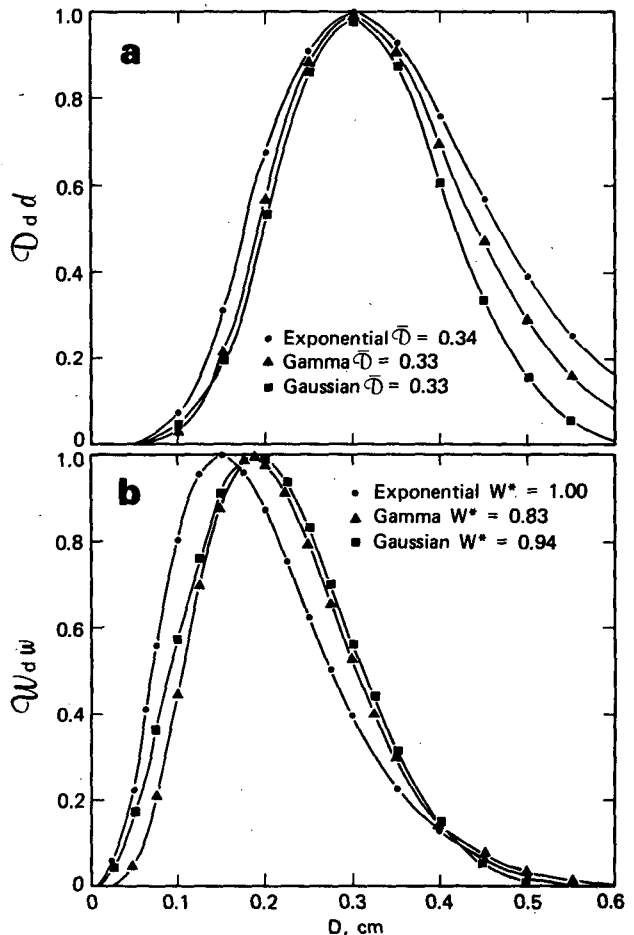 a
1.0
0.8
0.6
0.4
0.2
0
𝒟 d d
• Exponential 𝒟̄ = 0.34
▲ Gamma 𝒟̄ = 0.33
■ Gaussian 𝒟̄ = 0.33
b
1.0
0.8
0.6
0.4
0.2
0
𝒲 d w
• Exponential W* = 1.00
▲ Gamma W* = 0.83
■ Gaussian W* = 0.94
0 0.1 0.2 0.3 0.4 0.5 0.6
D, cm